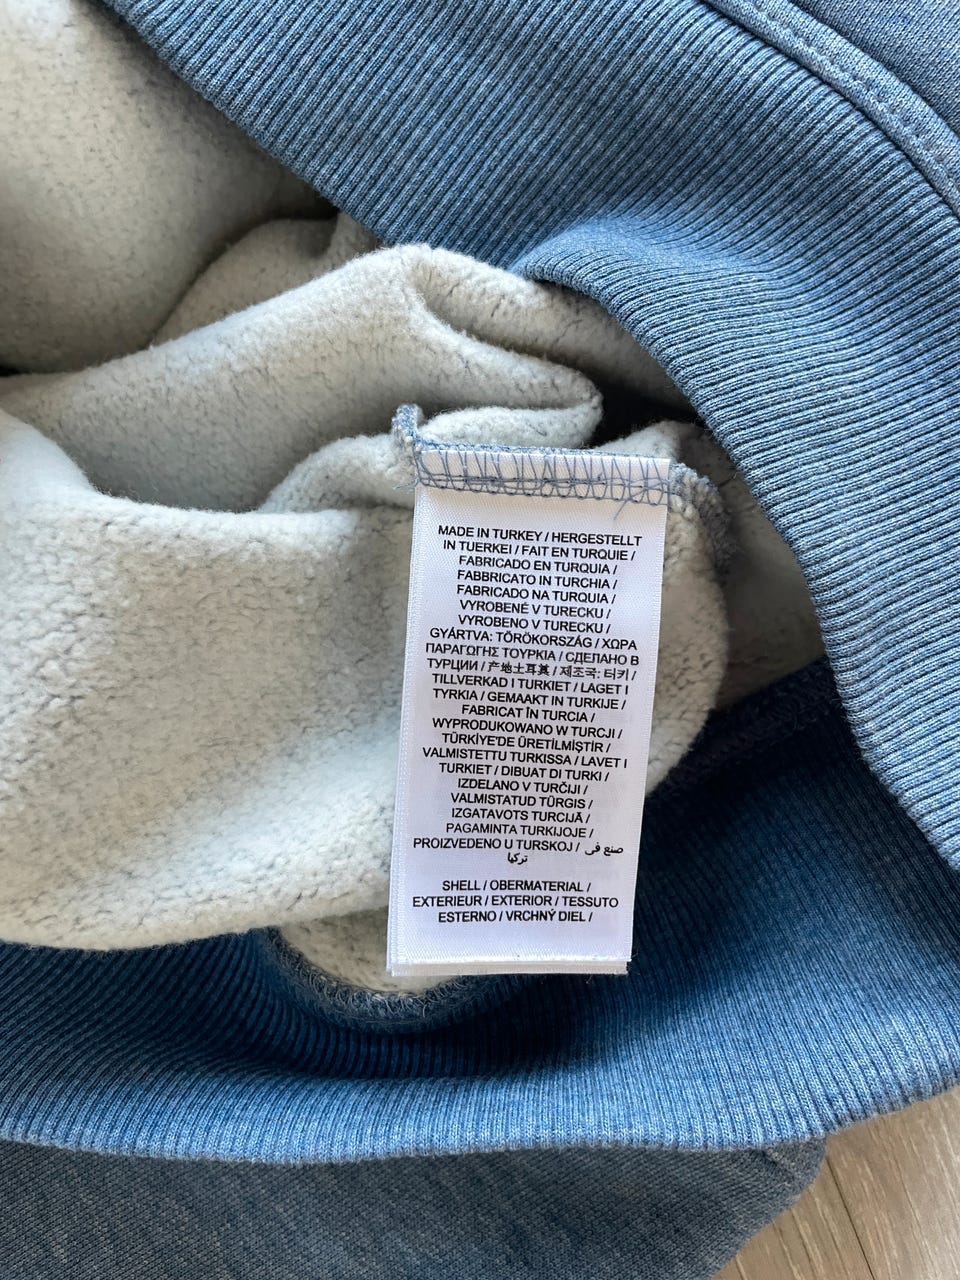 MADE IN TURKEY / HERGESTELLT
IN TUERKEI / FAIT EN TURQUIE /
FABRICADO EN TURQUIA /
FABBRICATO IN TURCHIA /
FABRICADO NA TURQUIA /
VYROBENÉ V TURECKU /
VYROBENO V TURECKU /
GYÁRTVA: TÖRÖKORSZÁG / ΧΩΡΑ
ΠΑΡΑΓΩΓΗΣ ΤΟΥΡΚΙΑ / СДЕЛАНО В
ТУРЦИИ / 产地土耳其 / 제조국: 터키 /
TILLVERKAD I TURKIET / LAGET I
TYRKIA / GEMAAKT IN TURKIJE /
FABRICAT ÎN TURCIA /
WYPRODUKOWANO W TURCJI /
TÜRKİYE'DE ÜRETİLMİŞTİR /
VALMISTETTU TURKISSA / LAVET I
TURKIET / DIBUAT DI TURKI /
IZDELANO V TURČIJI /
VALMISTATUD TÜRGIS /
IZGATAVOTS TURCIJĀ /
PAGAMINTA TURKIJOJE /
PROIZVEDENO U TURSKOJ / صنع في
تركيا
SHELL / OBERMATERIAL /
EXTERIEUR / EXTERIOR / TESSUTO
ESTERNO / VRCHNÝ DIEL /